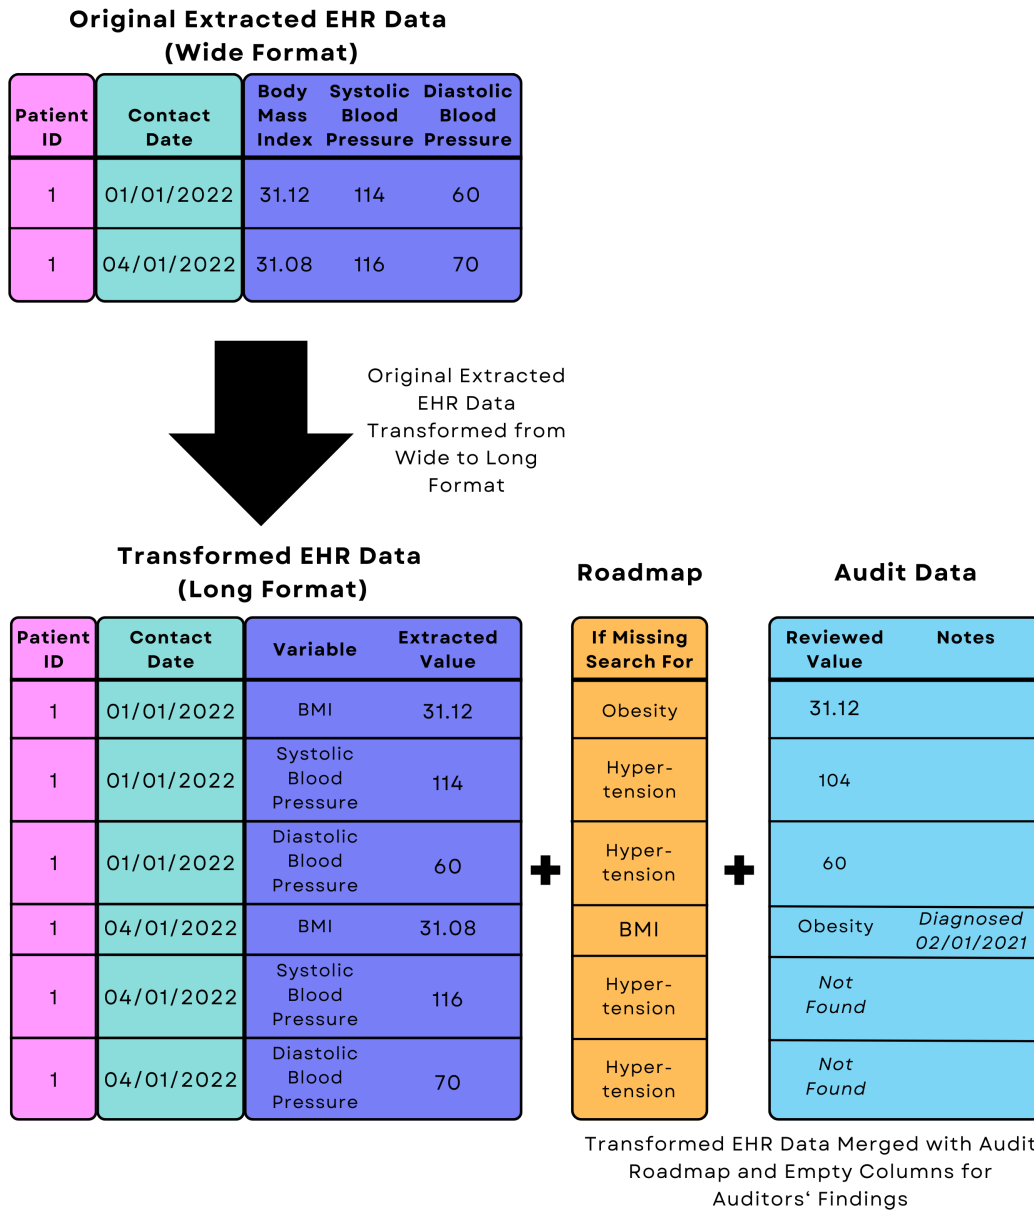 Original Extracted EHR Data
(Wide Format)
Patient ID Contact Date Body Mass Index Systolic Blood Pressure Diastolic Blood Pressure
1 01/01/2022 31.12 114 60
1 04/01/2022 31.08 116 70
Original Extracted
EHR Data
Transformed from
Wide to Long
Format
Transformed EHR Data
(Long Format)
Roadmap
Audit Data
Patient ID Contact Date Variable Extracted Value If Missing Search For Reviewed Value Notes
1 01/01/2022 BMI 31.12 Obesity 31.12
1 01/01/2022 Systolic Blood Pressure 114 Hyper-tension 104
1 01/01/2022 Diastolic Blood Pressure 60 Hyper-tension 60
1 04/01/2022 BMI 31.08 BMI Obesity Diagnosed 02/01/2021
1 04/01/2022 Systolic Blood Pressure 116 Hyper-tension Not Found
1 04/01/2022 Diastolic Blood Pressure 70 Hyper-tension Not Found
Transformed EHR Data Merged with Audit
Roadmap and Empty Columns for
Auditors‘ Findings